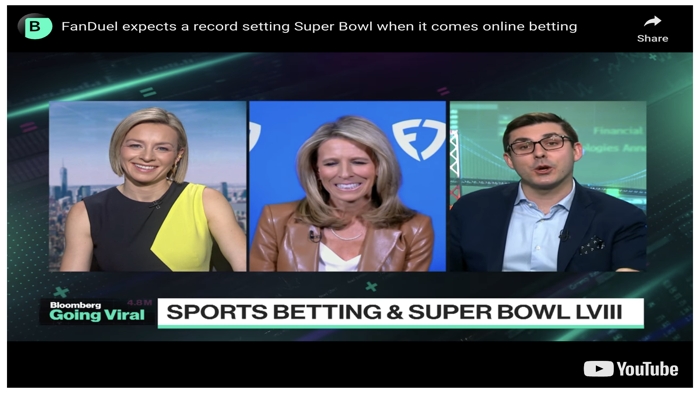 B
FanDuel expects a record setting Super Bowl when it comes online betting
Share
Financial
ologies
Bloomberg
4.8M
Going Viral
SPORTS BETTING & SUPER BOWL LVIII
YouTube